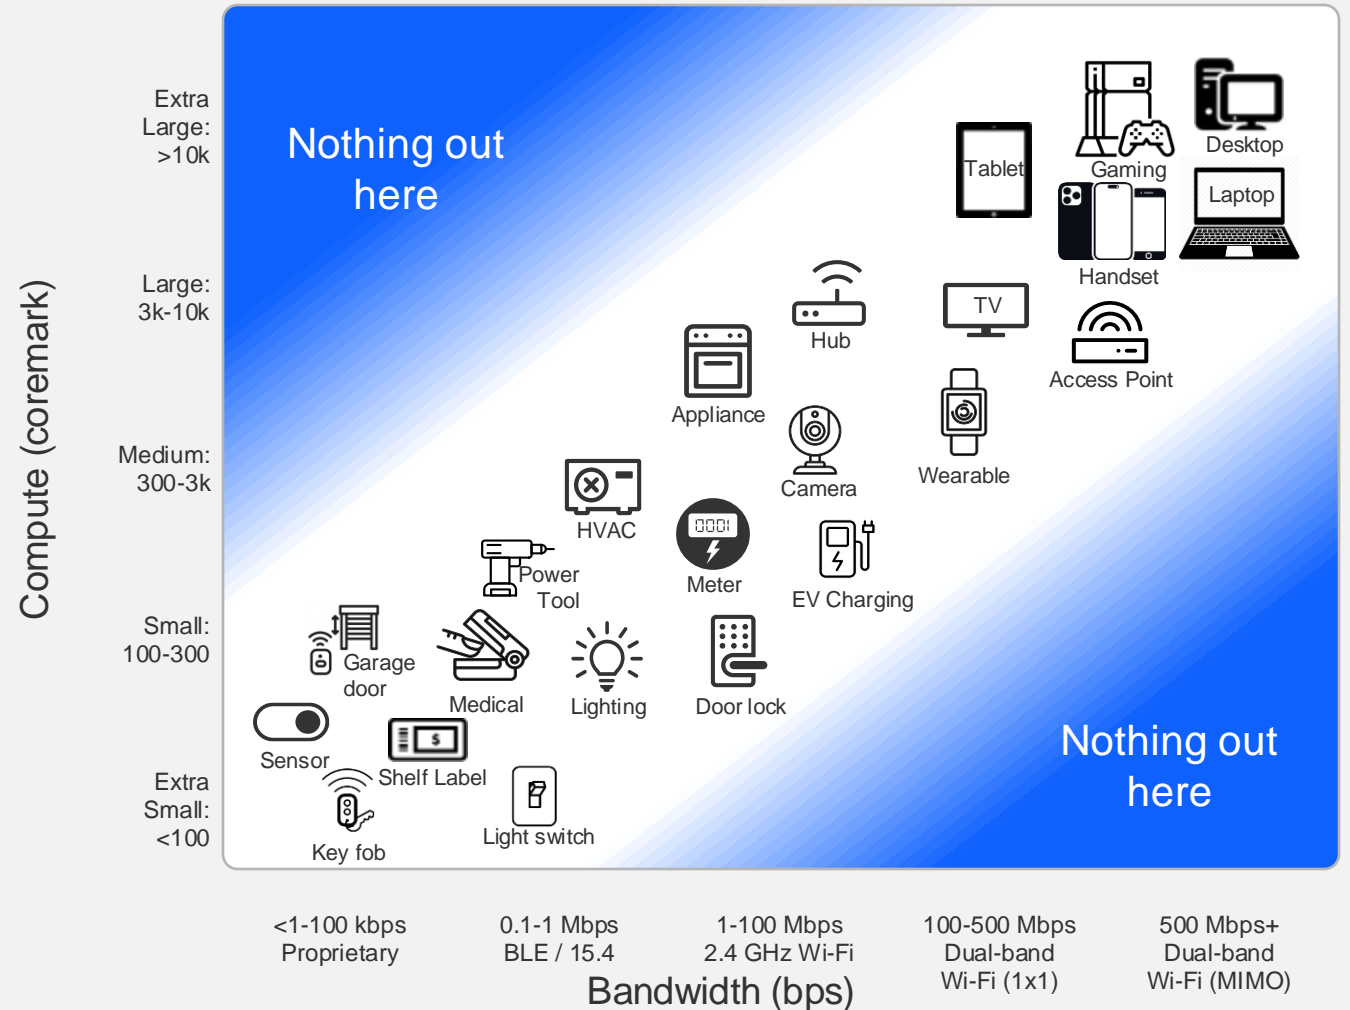 Nothing out
here
Extra
Large:
>10k
Large:
3k-10k
Medium:
300-3k
Small:
100-300
Extra
Small:
<100
Compute (coremark)
Tablet
Gaming
Desktop
Laptop
Handset
Hub
TV
Access Point
Appliance
Camera
Wearable
HVAC
0001
Meter
EV Charging
Power
Tool
Garage
door
Medical
Lighting
Door lock
Sensor
$
Shelf Label
Key fob
Light switch
Nothing out
here
<1-100 kbps
Proprietary
0.1-1 Mbps
BLE / 15.4
1-100 Mbps
2.4 GHz Wi-Fi
100-500 Mbps
Dual-band
Wi-Fi (1x1)
500 Mbps+
Dual-band
Wi-Fi (MIMO)
Bandwidth (bps)